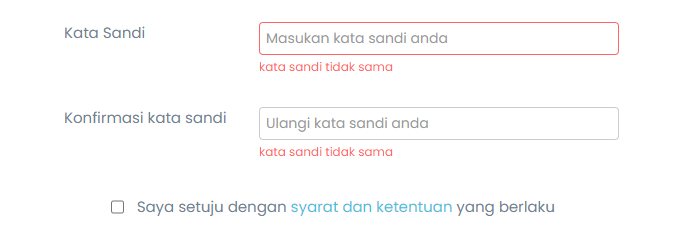 Kata Sandi
Masukan kata sandi anda
kata sandi tidak sama
Konfirmasi kata sandi
Ulangi kata sandi anda
kata sandi tidak sama
Saya setuju dengan syarat dan ketentuan yang berlaku